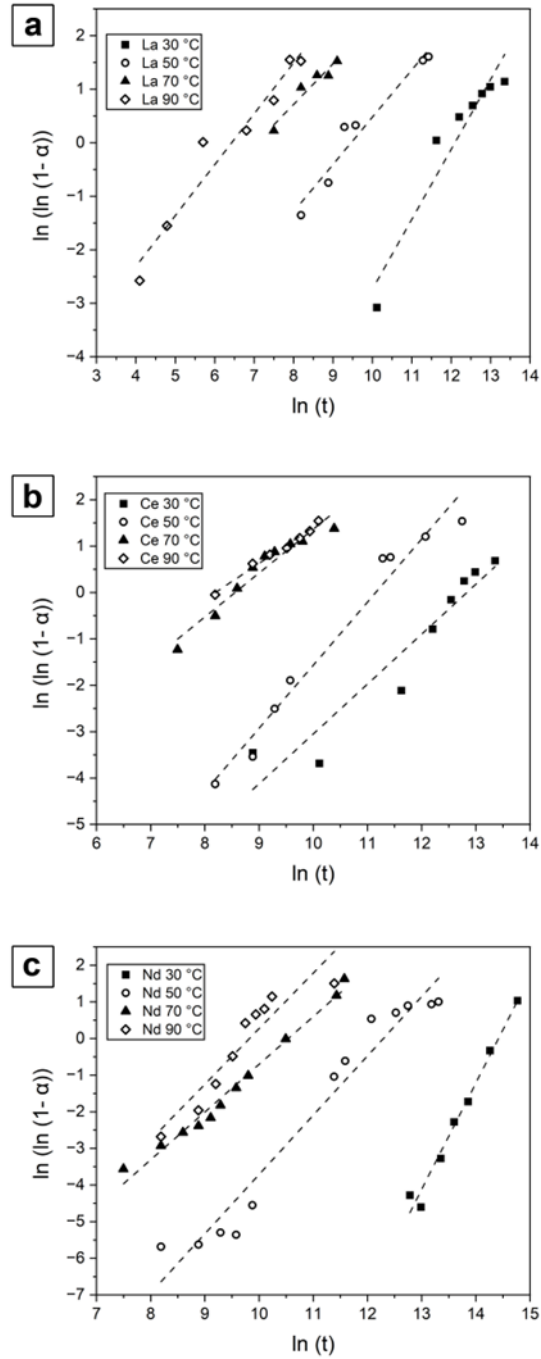 a
La 30 °C
La 50 °C
La 70 °C
La 90 °C
ln (ln (1- α))
2
1
0
−1
−2
−3
−4
3 4 5 6 7 8 9 10 11 12 13 14
ln (t)
b
Ce 30 °C
Ce 50 °C
Ce 70 °C
Ce 90 °C
ln (ln (1- α))
2
1
0
−1
−2
−3
−4
−5
6 7 8 9 10 11 12 13 14
ln (t)
c
Nd 30 °C
Nd 50 °C
Nd 70 °C
Nd 90 °C
ln (ln (1- α))
2
1
0
−1
−2
−3
−4
−5
−6
−7
7 8 9 10 11 12 13 14 15
ln (t)